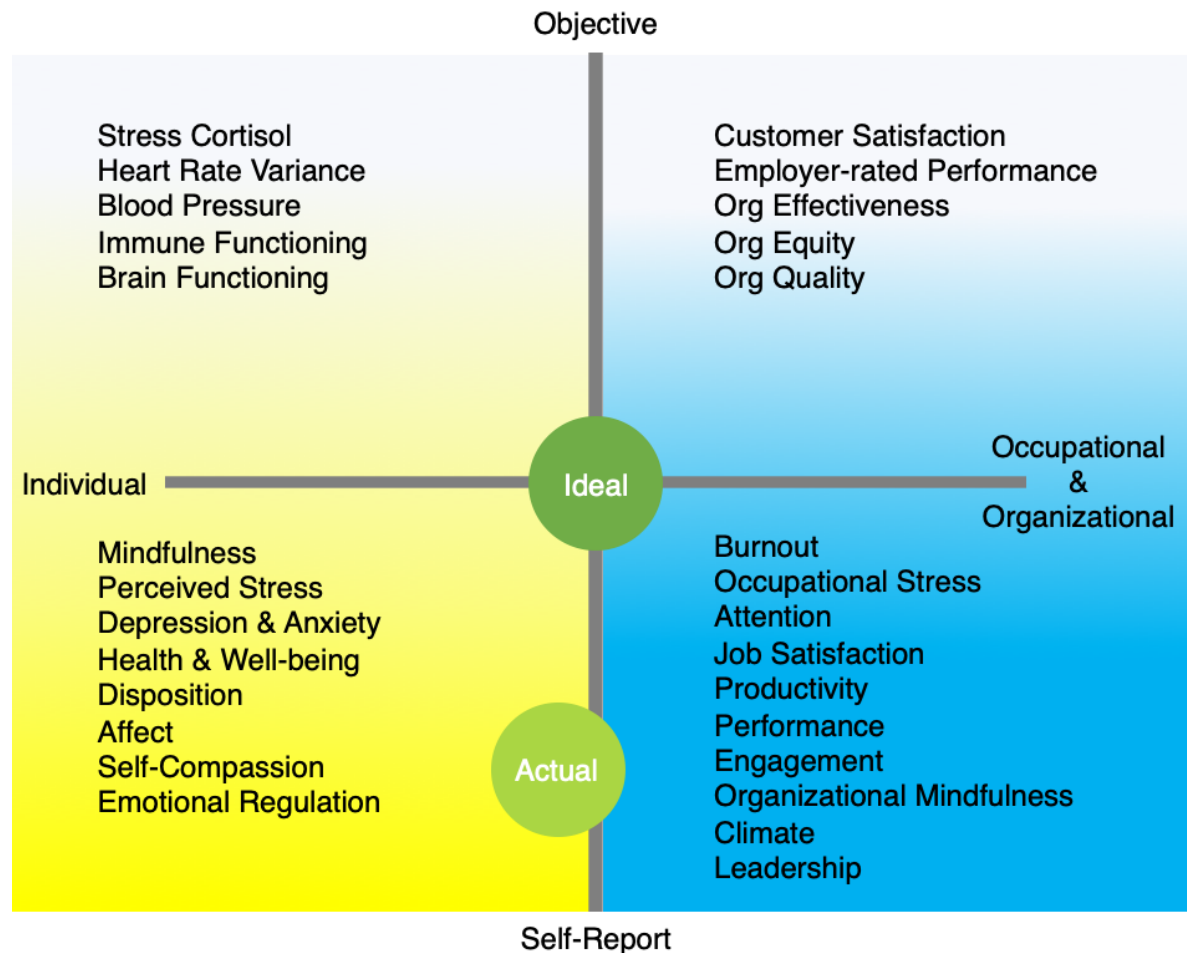 Objective
Stress Cortisol
Heart Rate Variance
Blood Pressure
Immune Functioning
Brain Functioning
Customer Satisfaction
Employer-rated Performance
Org Effectiveness
Org Equity
Org Quality
Individual
Ideal
Occupational
&
Organizational
Mindfulness
Perceived Stress
Depression & Anxiety
Health & Well-being
Disposition
Affect
Self-Compassion
Emotional Regulation
Actual
Burnout
Occupational Stress
Attention
Job Satisfaction
Productivity
Performance
Engagement
Organizational Mindfulness
Climate
Leadership
Self-Report